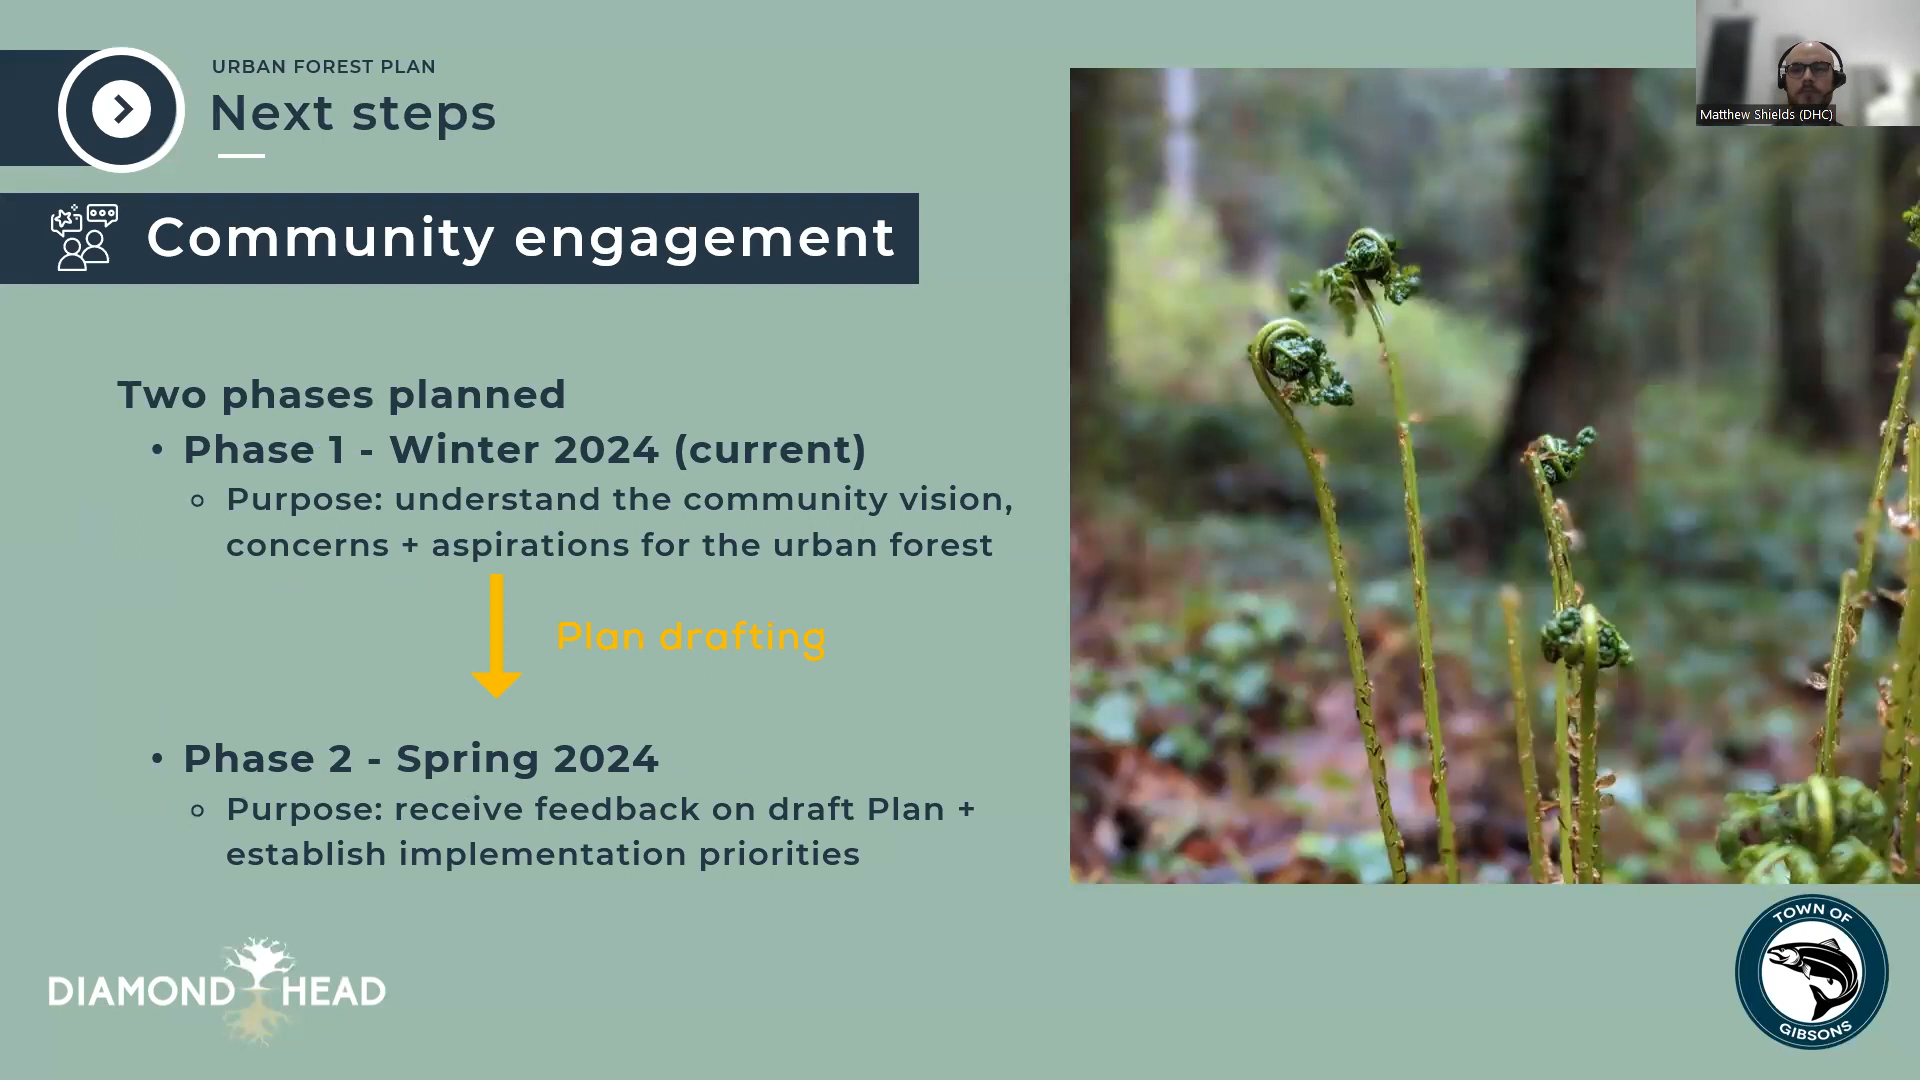 URBAN FOREST PLAN
Next steps
Matthew Shields (DHC)
Community engagement
Two phases planned
• Phase 1 - Winter 2024 (current)
○ Purpose: understand the community vision,
concerns + aspirations for the urban forest
Plan drafting
• Phase 2 - Spring 2024
○ Purpose: receive feedback on draft Plan +
establish implementation priorities
DIAMOND HEAD
TOWN OF
GIBSONS